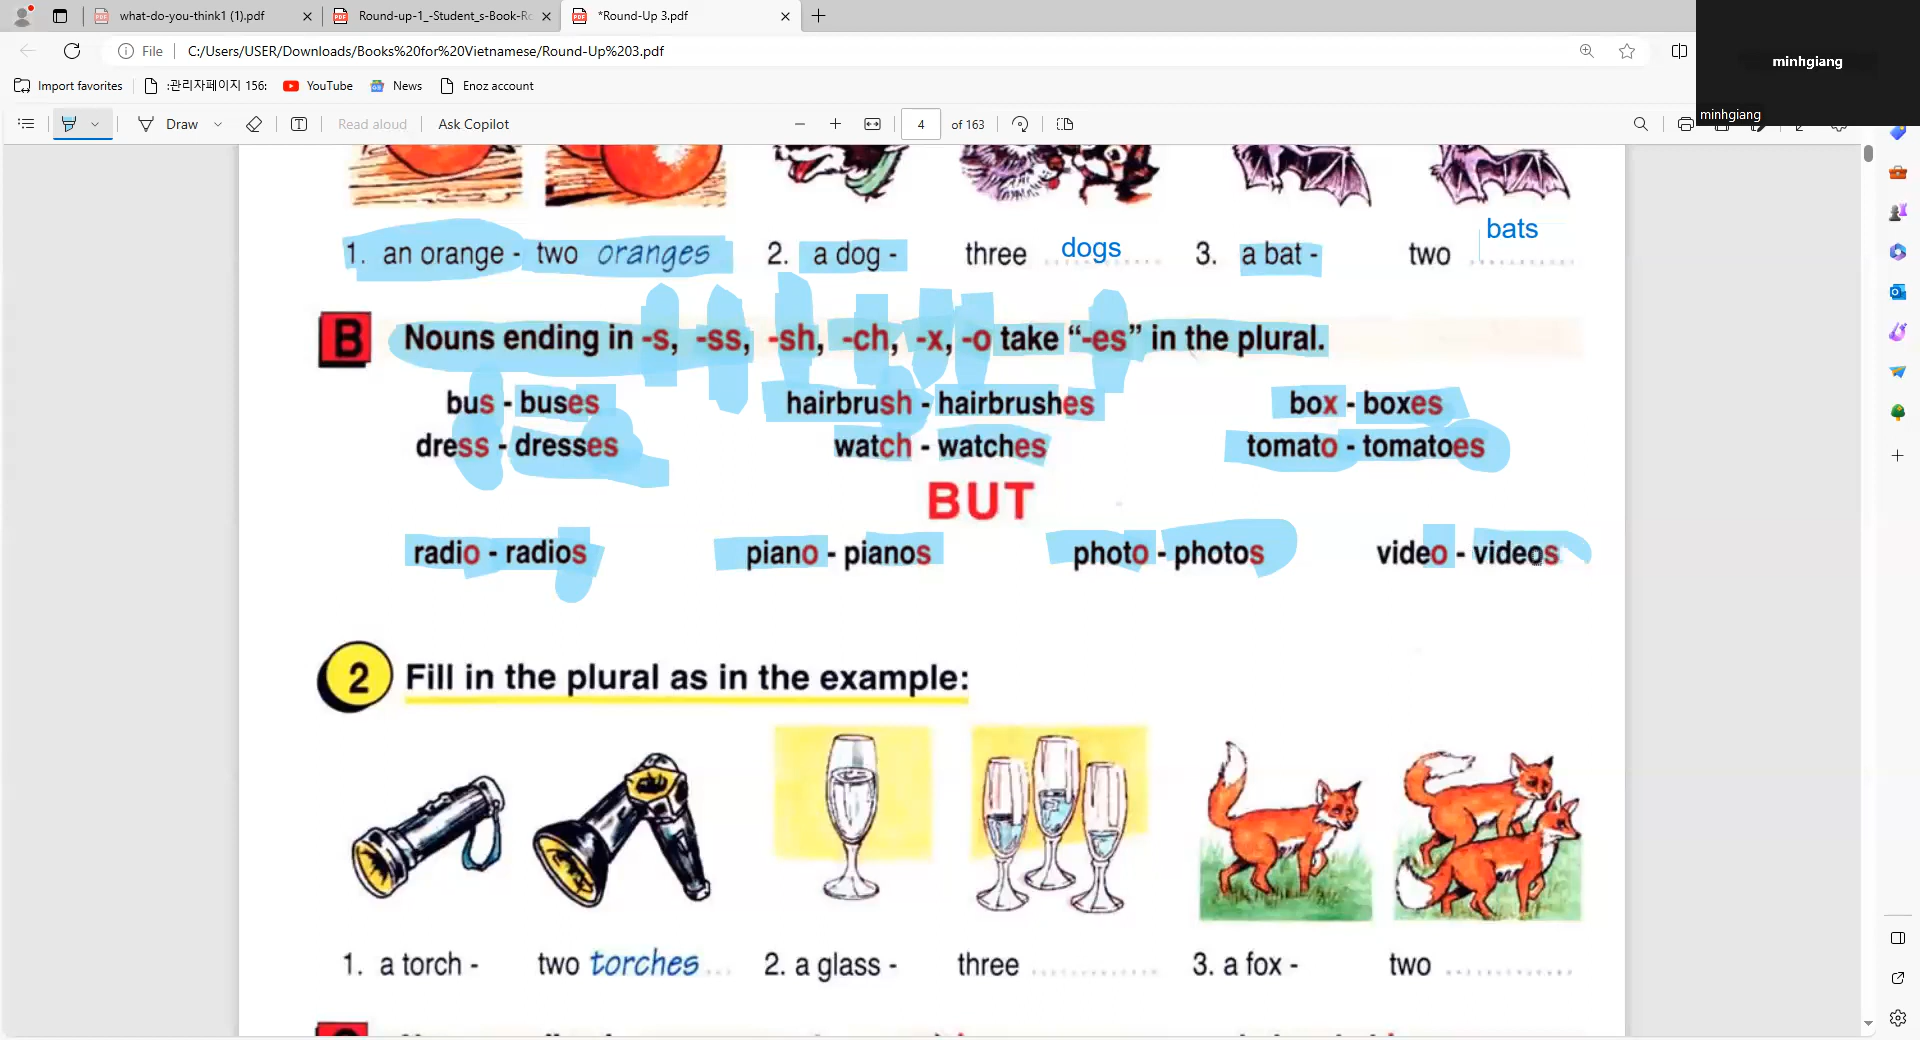 what-do-you-think1 (1).pdf
Round-up-1_-Student_s-Book-Ro
*Round-Up 3.pdf
File
C:/Users/USER/Downloads/Books%20for%20Vietnamese/Round-Up%203.pdf
minhgiang
Import favorites
:관리자페이지 156:
YouTube
News
Enoz account
minhgiang
Draw
Read aloud
Ask Copilot
4
of 163
1. an orange - two oranges
2. a dog - three dogs
3. a bat - two bats
B Nouns ending in -s, -ss, -sh, -ch, -x, -o take "-es" in the plural.
bus - buses hairbrush - hairbrushes box - boxes
dress - dresses watch - watches tomato - tomatoes
BUT
radio - radios piano - pianos photo - photos video - videos
2 Fill in the plural as in the example:
1. a torch - two torches
2. a glass - three
3. a fox - two